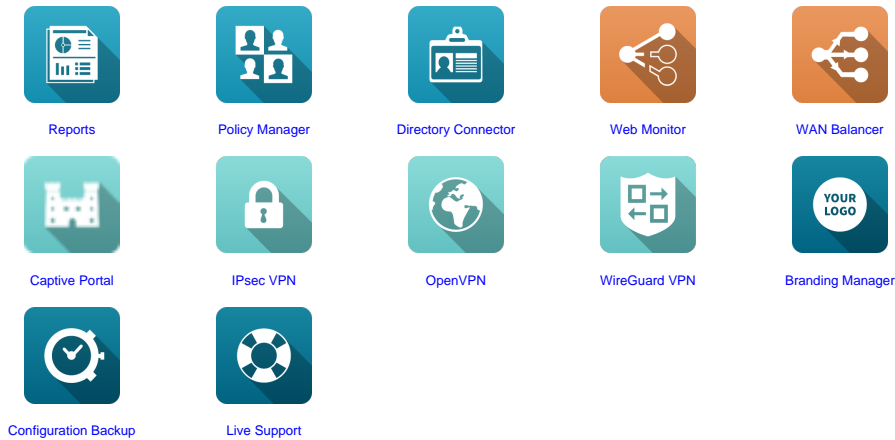 Reports
Policy Manager
Directory Connector
Web Monitor
WAN Balancer
Captive Portal
IPsec VPN
OpenVPN
WireGuard VPN
YOUR
LOGO
Branding Manager
Configuration Backup
Live Support